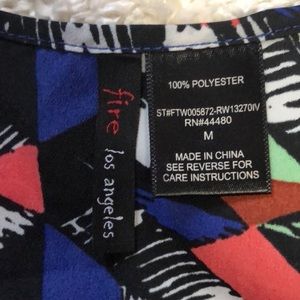 fire
los angeles
100% POLYESTER
ST#FTW005872-RW13270IV
RN#44480
M
MADE IN CHINA
SEE REVERSE FOR
CARE INSTRUCTIONS